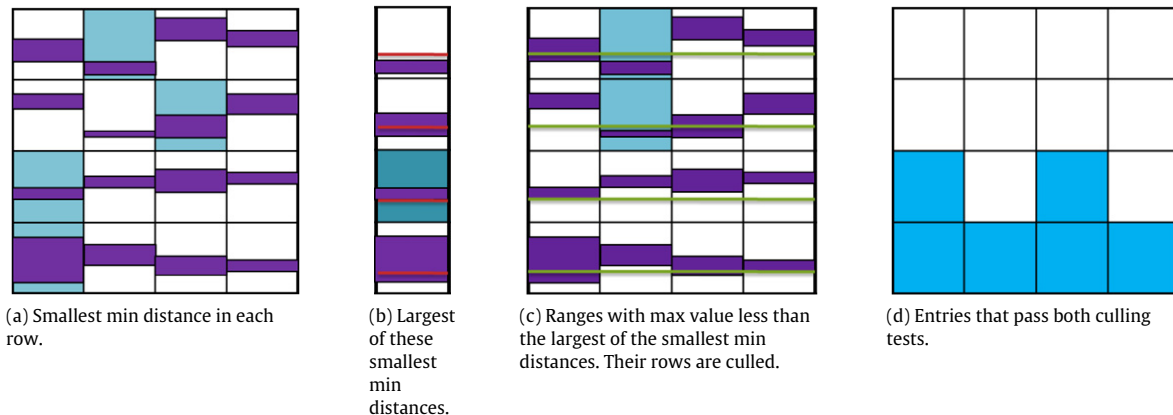 (a) Smallest min distance in each
row.
(b) Largest
of these
smallest
min
distances.
(c) Ranges with max value less than
the largest of the smallest min
distances. Their rows are culled.
(d) Entries that pass both culling
tests.